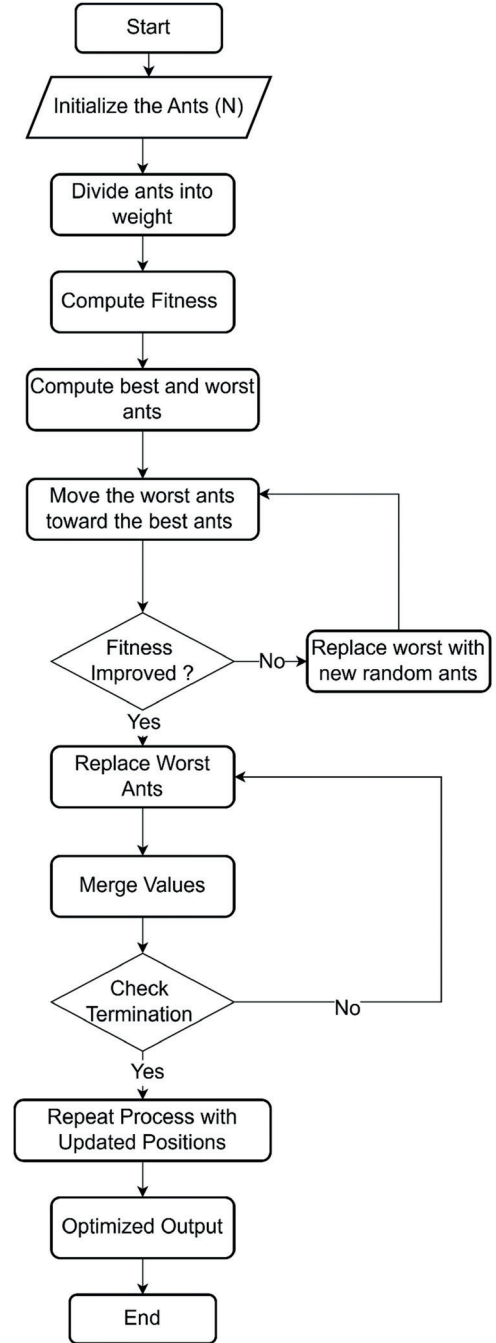 Start
Initialize the Ants (N)
Divide ants into
weight
Compute Fitness
Compute best and worst
ants
Move the worst ants
toward the best ants
Fitness
Improved ?
No
Replace worst with
new random ants
Yes
Replace Worst
Ants
Merge Values
Check
Termination
No
Yes
Repeat Process with
Updated Positions
Optimized Output
End